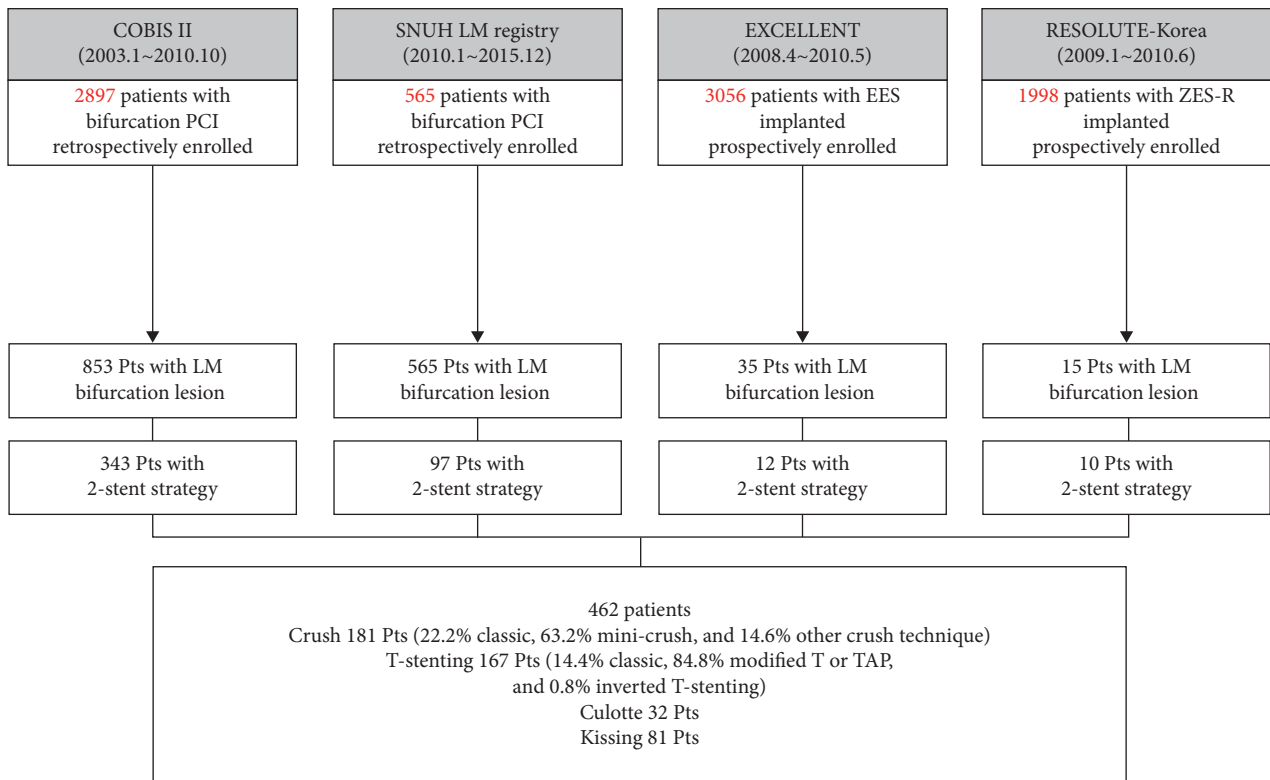 COBIS II
(2003.1~2010.10)
2897 patients with
bifurcation PCI
retrospectively enrolled
SNUH LM registry
(2010.1~2015.12)
565 patients with
bifurcation PCI
retrospectively enrolled
EXCELLENT
(2008.4~2010.5)
3056 patients with EES
implanted
prospectively enrolled
RESOLUTE-Korea
(2009.1~2010.6)
1998 patients with ZES-R
implanted
prospectively enrolled
853 Pts with LM
bifurcation lesion
565 Pts with LM
bifurcation lesion
35 Pts with LM
bifurcation lesion
15 Pts with LM
bifurcation lesion
343 Pts with
2-stent strategy
97 Pts with
2-stent strategy
12 Pts with
2-stent strategy
10 Pts with
2-stent strategy
462 patients
Crush 181 Pts (22.2% classic, 63.2% mini-crush, and 14.6% other crush technique)
T-stenting 167 Pts (14.4% classic, 84.8% modified T or TAP,
and 0.8% inverted T-stenting)
Culotte 32 Pts
Kissing 81 Pts